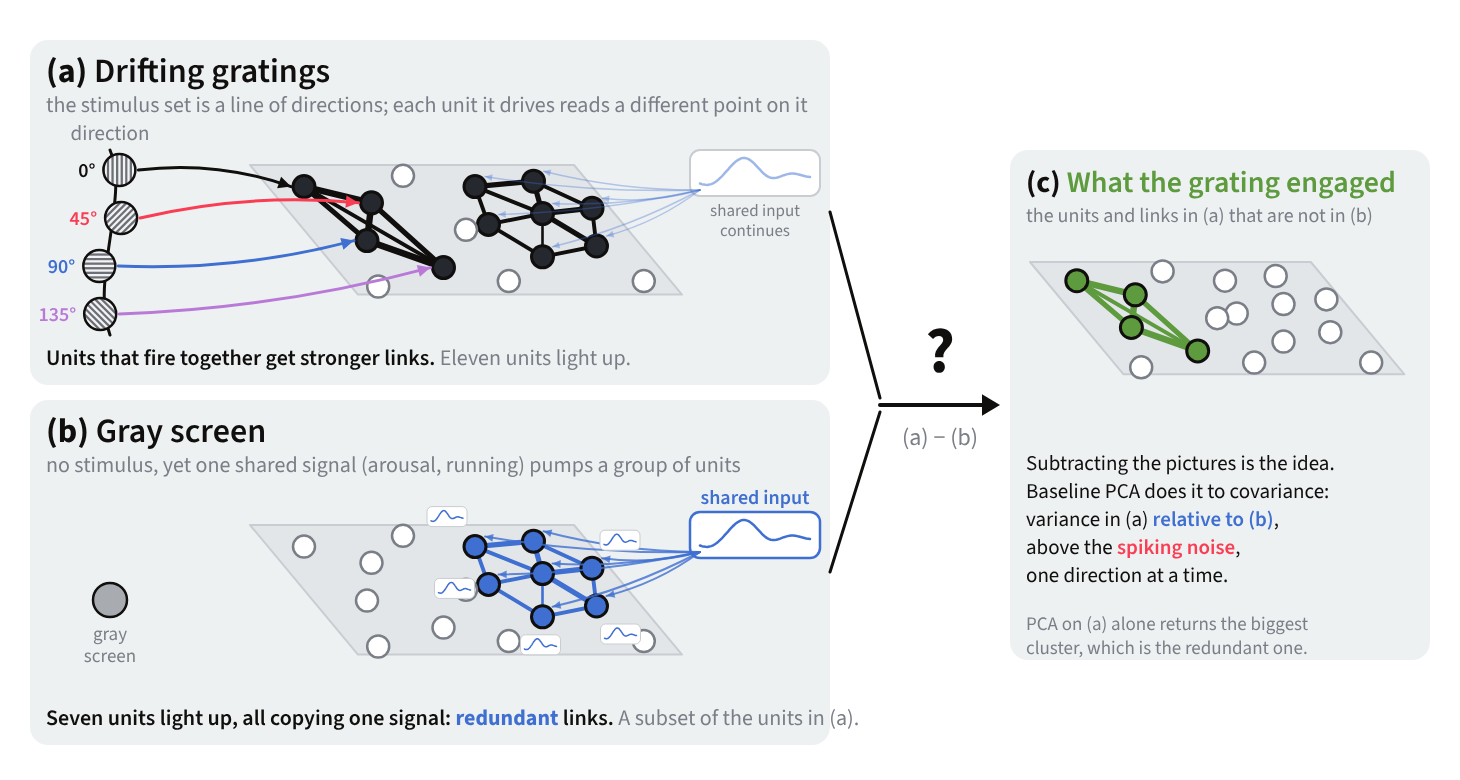 (a) Drifting gratings
the stimulus set is a line of directions; each unit it drives reads a different point on it
direction
0°
45°
90°
135°
shared input
continues
Units that fire together get stronger links. Eleven units light up.
(b) Gray screen
no stimulus, yet one shared signal (arousal, running) pumps a group of units
shared input
gray
screen
Seven units light up, all copying one signal: redundant links. A subset of the units in (a).
?
(a) − (b)
(c) What the grating engaged
the units and links in (a) that are not in (b)
Subtracting the pictures is the idea.
Baseline PCA does it to covariance:
variance in (a) relative to (b),
above the spiking noise,
one direction at a time.
PCA on (a) alone returns the biggest
cluster, which is the redundant one.